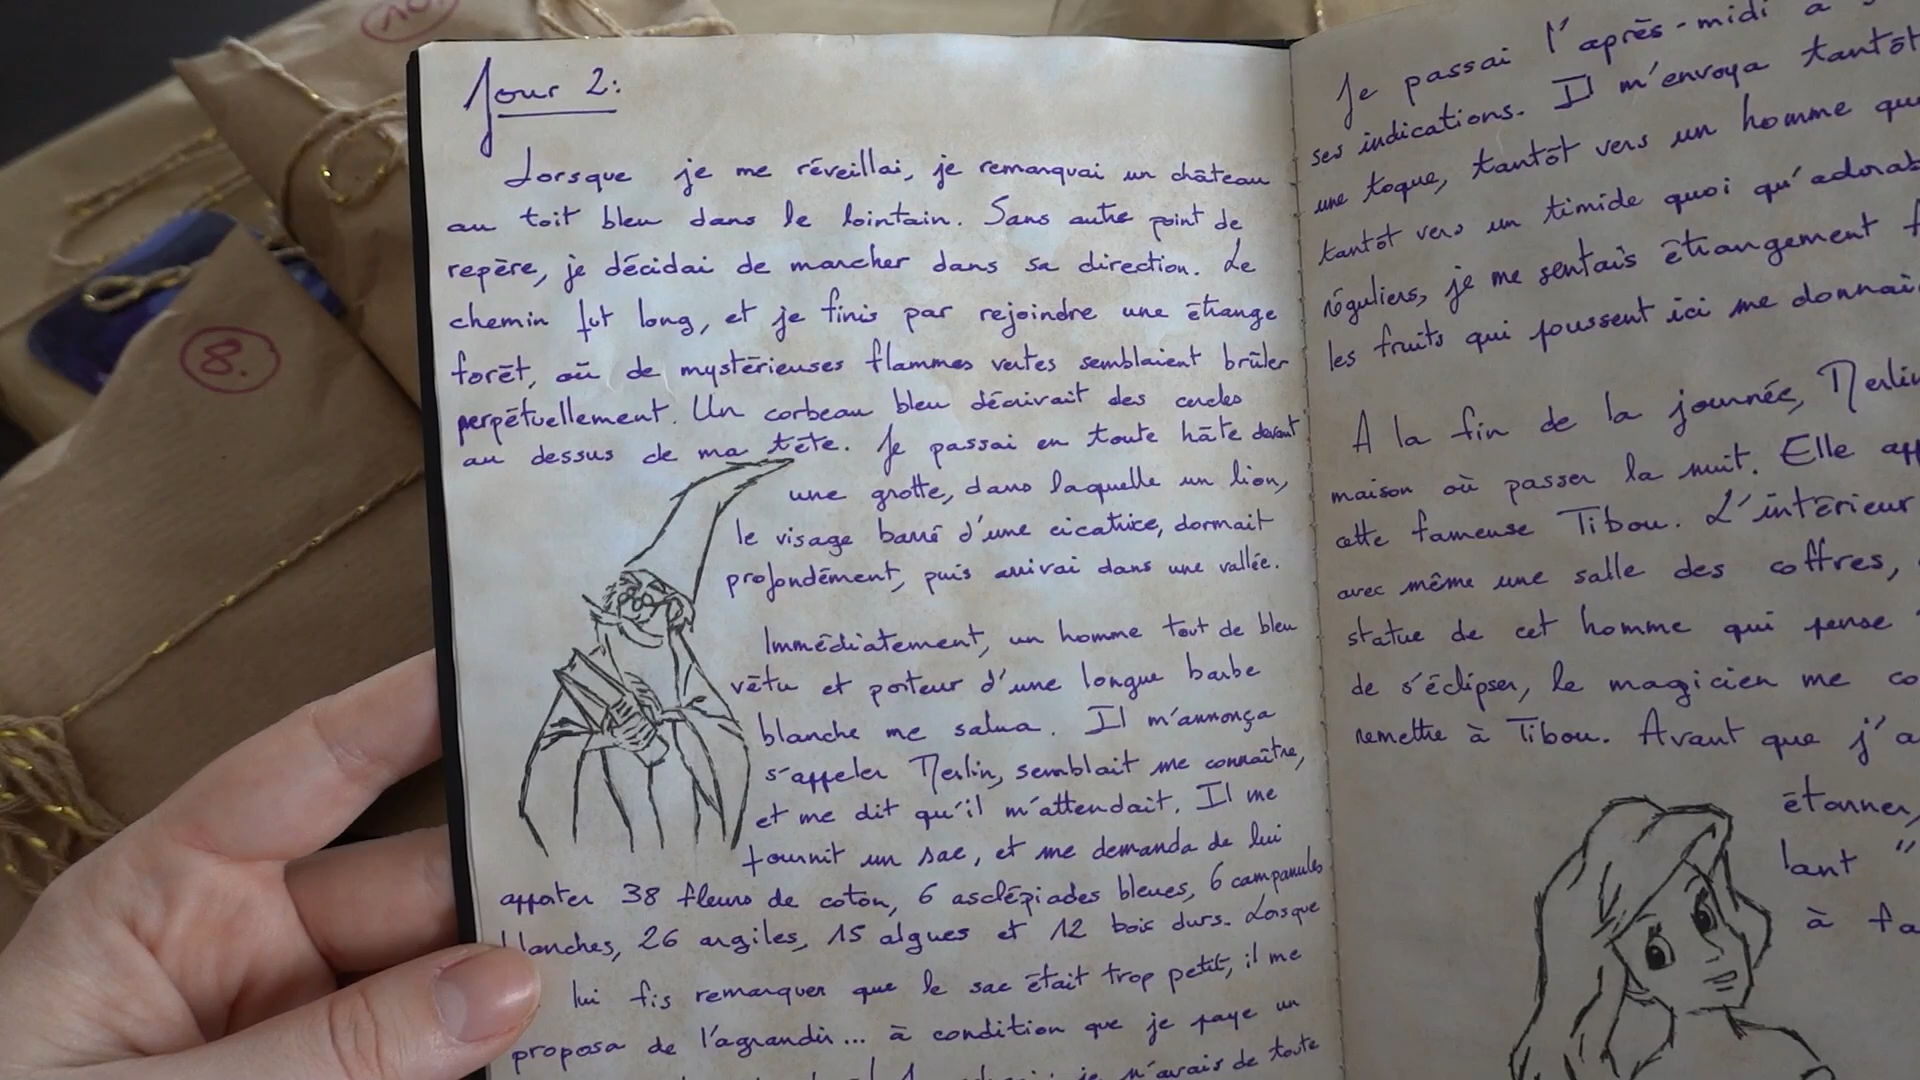 10.
8.
Jour 2:
Lorsque je me réveillai, je remarquai un château
au toit bleu dans le lointain. Sans autre point de
repère, je décidai de marcher dans sa direction. Le
chemin fut long, et je finis par rejoindre une étrange
forêt, où de mystérieuses flammes vertes semblaient brûler
perpétuellement. Un corbeau bleu décrivait des cercles
au dessus de ma tête. Je passai en toute hâte devant
une grotte, dans laquelle un lion,
le visage barré d'une cicatrice, dormait
profondément, puis arrivai dans une vallée.
Immédiatement, un homme tout de bleu
vêtu et porteur d'une longue barbe
blanche me salua. Il m'annonça
s'appeler Merlin, semblait me connaître,
et me dit qu'il m'attendait. Il me
fournit un sac, et me demanda de lui
apporter 38 fleurs de coton, 6 asclépiades bleues, 6 campanules
blanches, 26 argiles, 15 algues et 12 bois durs. Lorsque
lui fis remarquer que le sac était trop petit, il me
proposa de l'agrandir... à condition que je paye un
je n'avais de toute
Je passai l'après-midi à
ses indications. Il m'envoya tantôt
une toque, tantôt vers un homme
tantôt vers un timide quoi qu'
réguliers, je me sentais étrangement
les fruits qui poussent ici me
A la fin de la journée, Merlin
maison où passer la nuit. Elle
cette fameuse Tibou. L'intérieur
avec même une salle des coffres,
statue de cet homme qui pense
de s'éclipser, le magicien me
remettre à Tibou. Avant que j'
étonner,
lant "
à